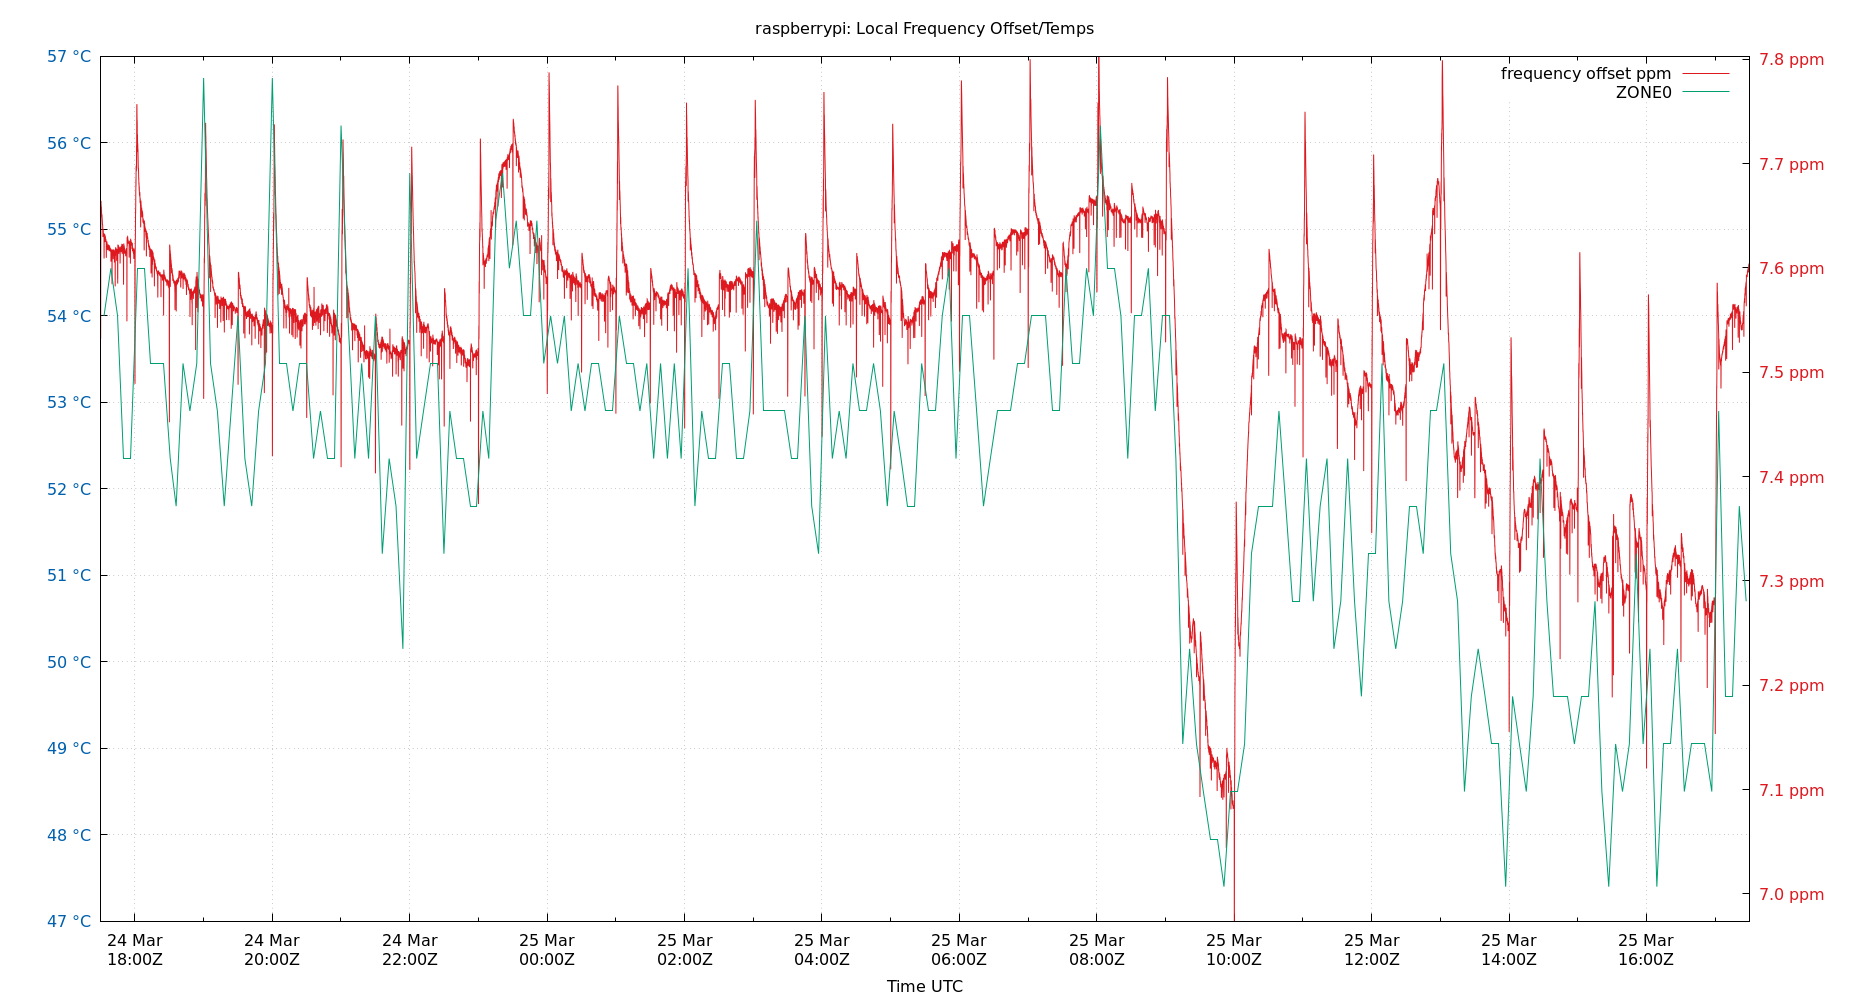 raspberrypi: Local Frequency Offset/Temps
57 °C
56 °C
55 °C
54 °C
53 °C
52 °C
51 °C
50 °C
49 °C
48 °C
47 °C
frequency offset ppm
ZONE0
7.8 ppm
7.7 ppm
7.6 ppm
7.5 ppm
7.4 ppm
7.3 ppm
7.2 ppm
7.1 ppm
7.0 ppm
24 Mar 24 Mar 24 Mar 25 Mar 25 Mar 25 Mar 25 Mar 25 Mar 25 Mar 25 Mar 25 Mar 25 Mar
18:00Z 20:00Z 22:00Z 00:00Z 02:00Z 04:00Z 06:00Z 08:00Z 10:00Z 12:00Z 14:00Z 16:00Z
Time UTC